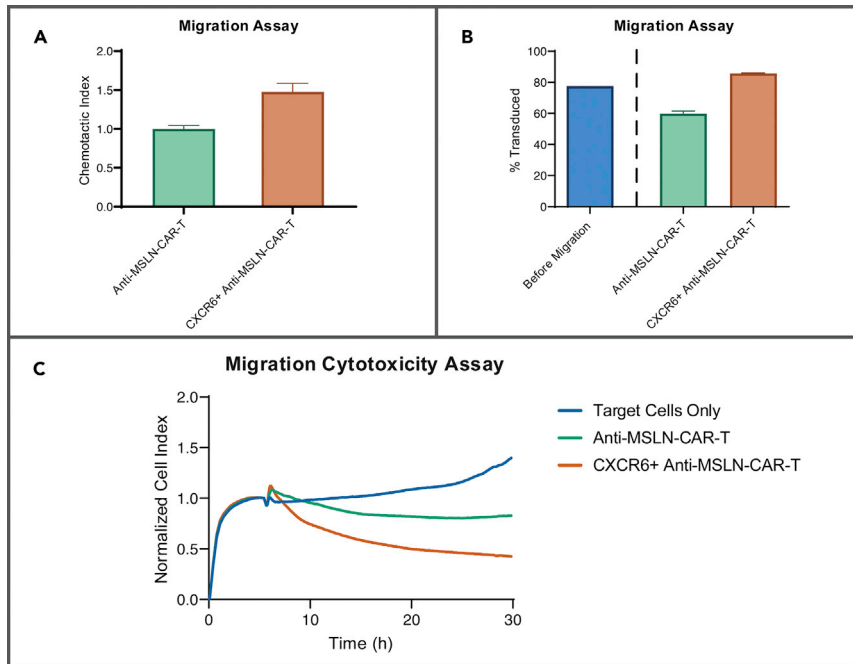 A
Migration Assay
Chemotactic Index
2.0
1.5
1.0
0.5
0.0
Anti-MSLN-CAR-T
CXCR6+ Anti-MSLN-CAR-T
B
Migration Assay
% Transduced
100
80
60
40
20
0
Before Migration
Anti-MSLN-CAR-T
CXCR6+ Anti-MSLN-CAR-T
C
Migration Cytotoxicity Assay
Normalized Cell Index
2.0
1.5
1.0
0.5
0.0
0 10 20 30
Time (h)
Target Cells Only
Anti-MSLN-CAR-T
CXCR6+ Anti-MSLN-CAR-T